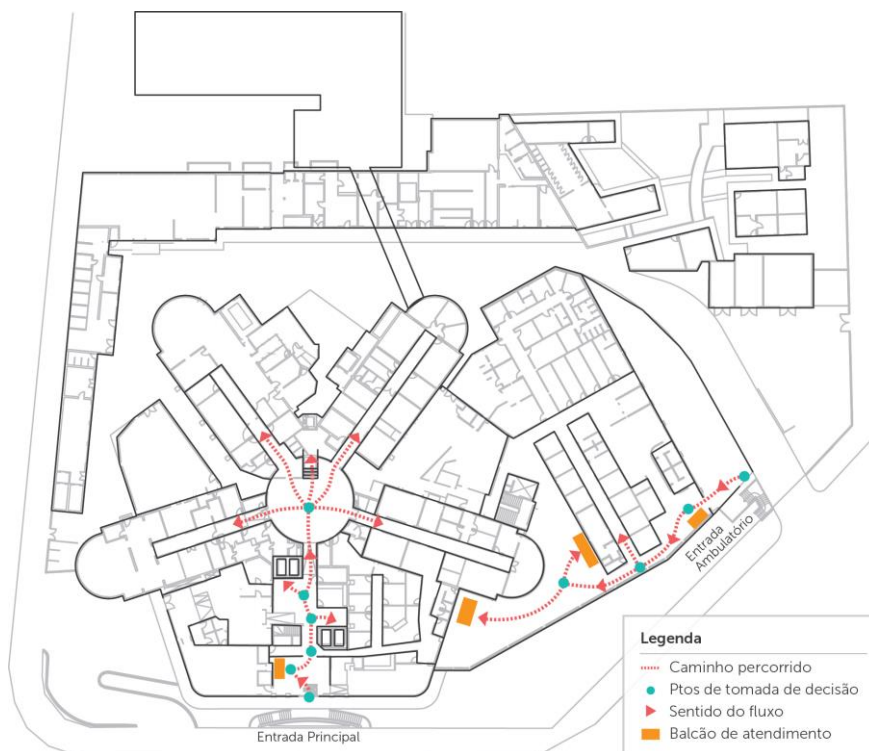 Entrada
Ambulatório
Entrada Principal
Legenda
Caminho percorrido
Ptos de tomada de decisão
Sentido do fluxo
Balcão de atendimento